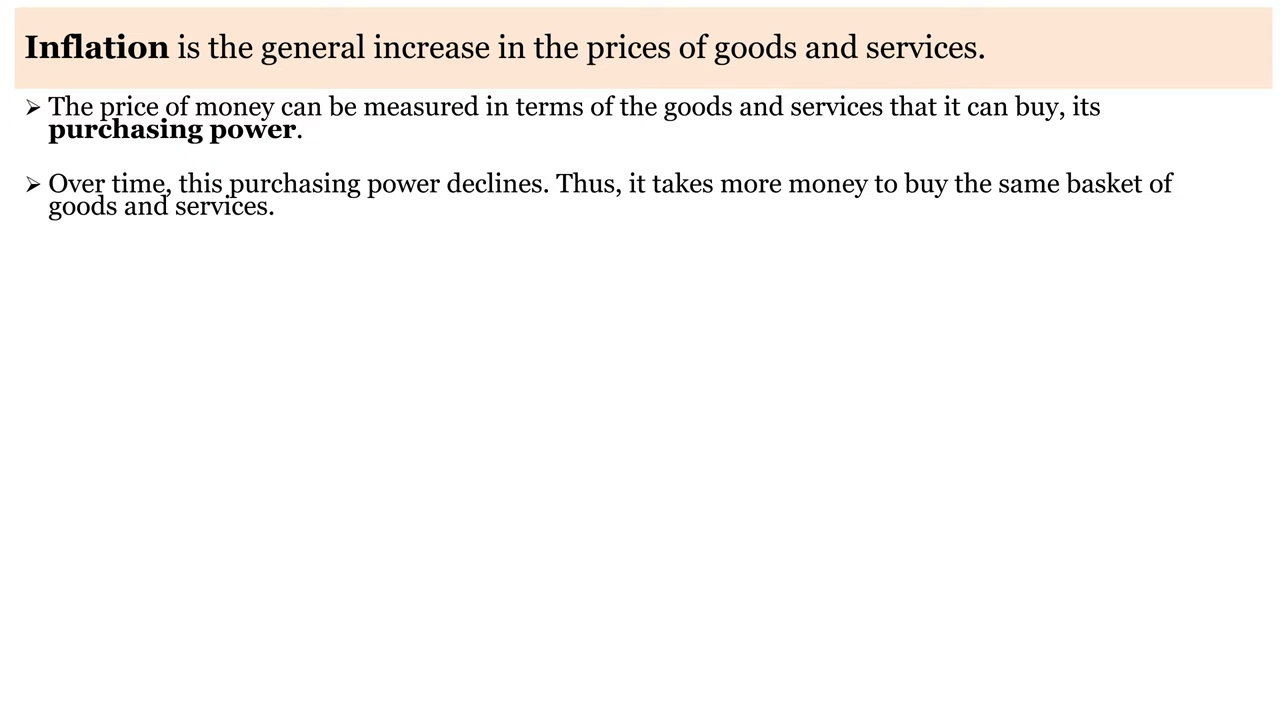 Inflation is the general increase in the prices of goods and services.
➢ The price of money can be measured in terms of the goods and services that it can buy, its
purchasing power.
➢ Over time, this purchasing power declines. Thus, it takes more money to buy the same basket of
goods and services.